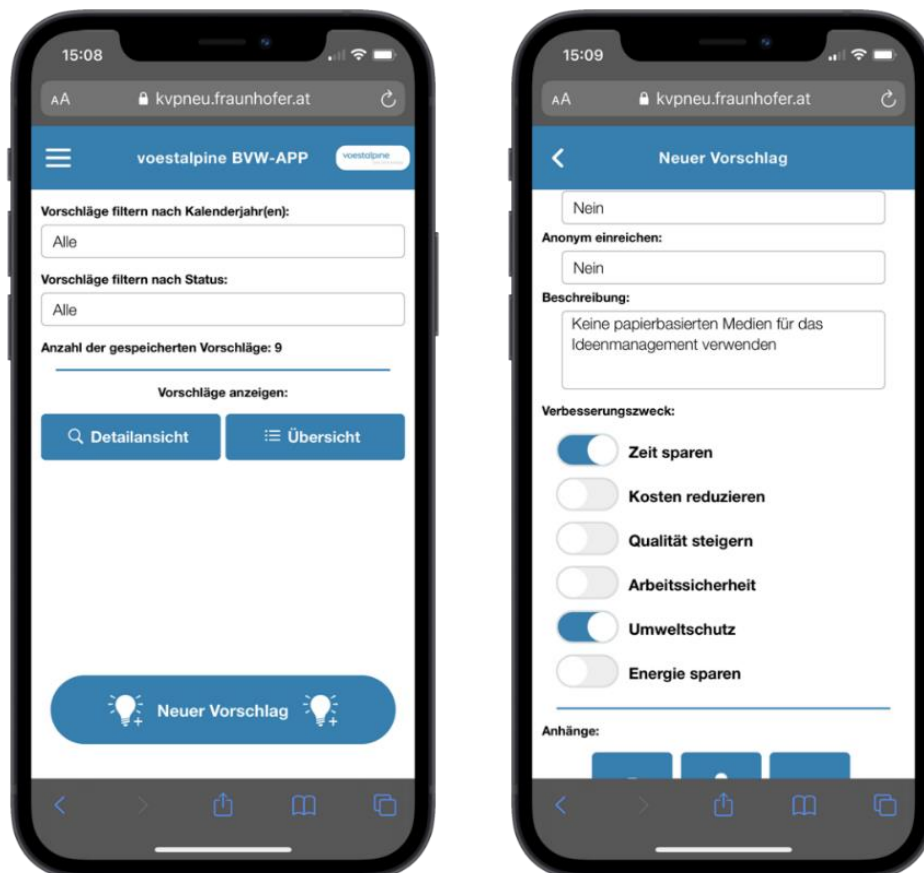 15:08
AA kvpneu.fraunhofer.at
voestalpine BVW-APP voestalpine
Vorschläge filtern nach Kalenderjahr(en):
Alle
Vorschläge filtern nach Status:
Alle
Anzahl der gespeicherten Vorschläge: 9
Vorschläge anzeigen:
Detailansicht Übersicht
Neuer Vorschlag
15:09
AA kvpneu.fraunhofer.at
Neuer Vorschlag
Nein
Anonym einreichen:
Nein
Beschreibung:
Keine papierbasierten Medien für das
Ideenmanagement verwenden
Verbesserungszweck:
Zeit sparen
Kosten reduzieren
Qualität steigern
Arbeitssicherheit
Umweltschutz
Energie sparen
Anhänge: